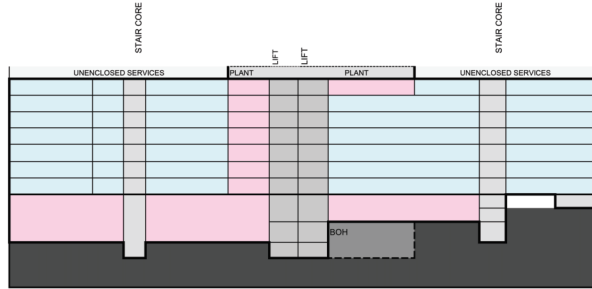 STAIR CORE
LIFT
LIFT
STAIR CORE
UNENCLOSED SERVICES
PLANT
PLANT
UNENCLOSED SERVICES
BOH